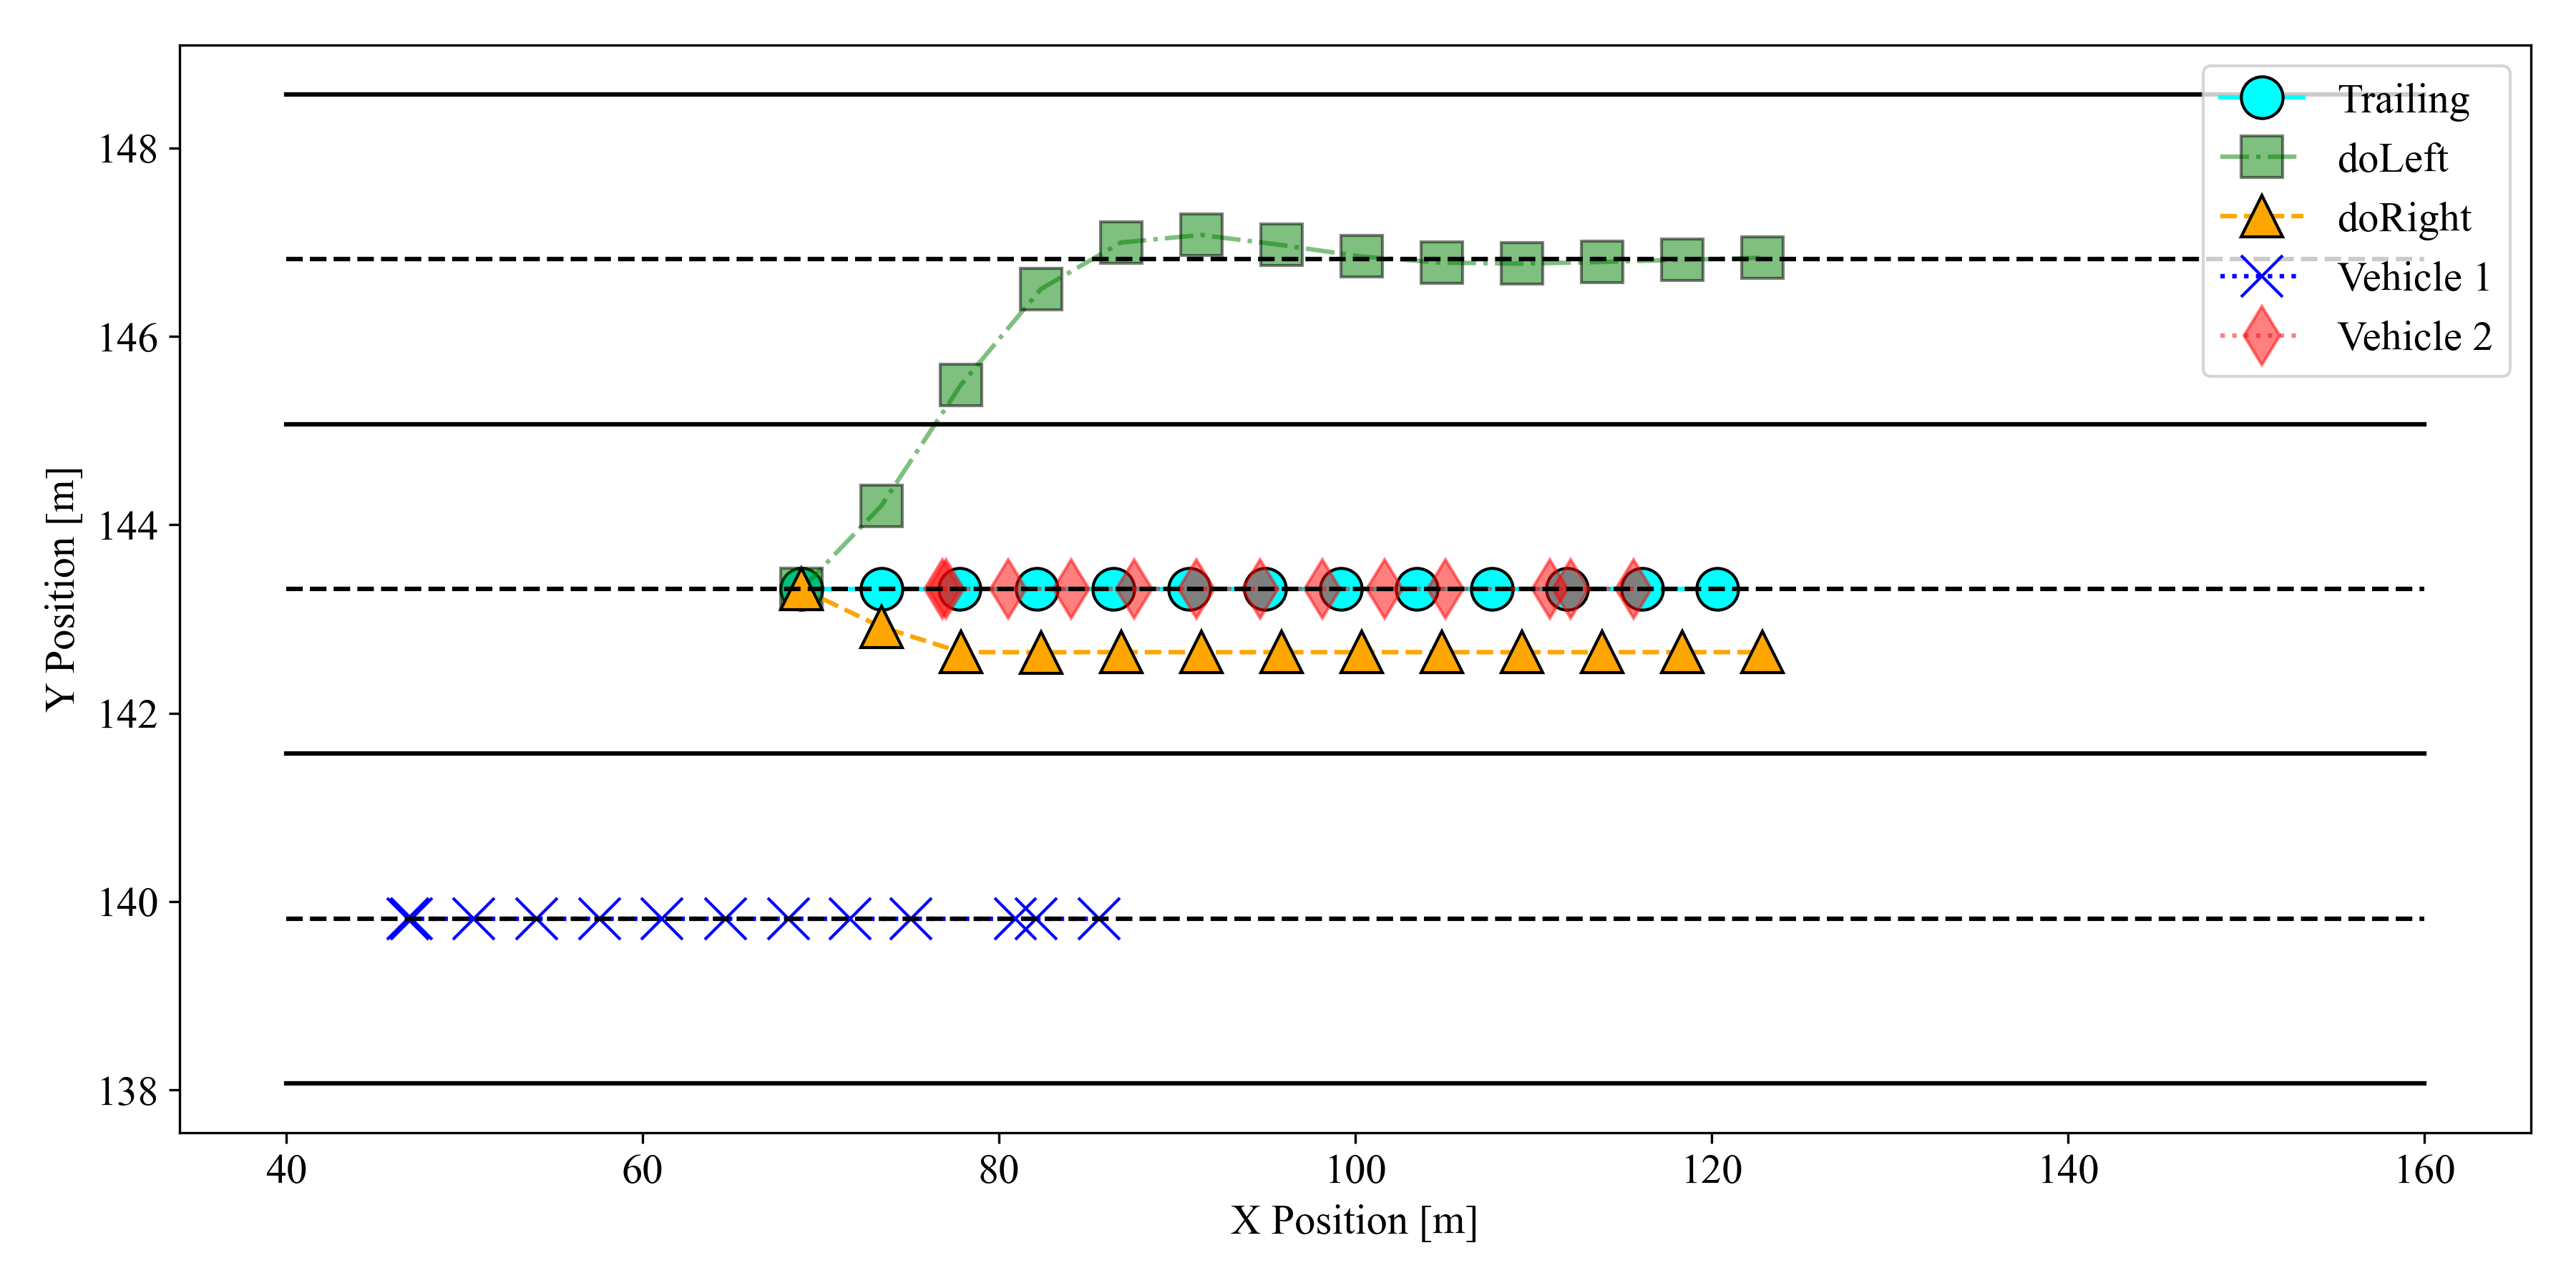 Trailing
doLeft
doRight
Vehicle 1
Vehicle 2
148
146
144
142
140
138
Y Position [m]
40 60 80 100 120 140 160
X Position [m]